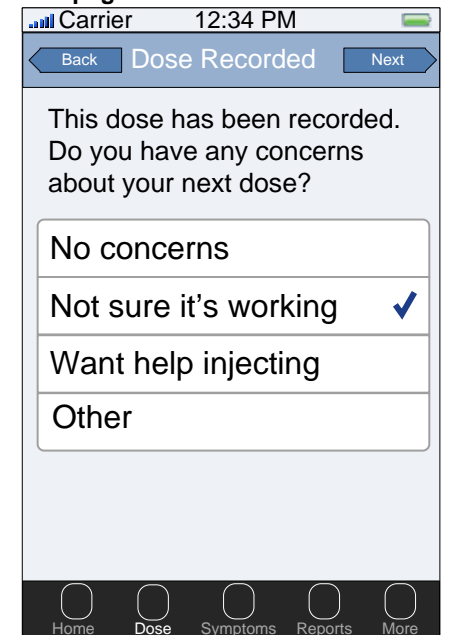 Carrier 12:34 PM
Back Dose Recorded Next
This dose has been recorded.
Do you have any concerns
about your next dose?
No concerns
Not sure it's working
Want help injecting
Other
Home Dose Symptoms Reports More